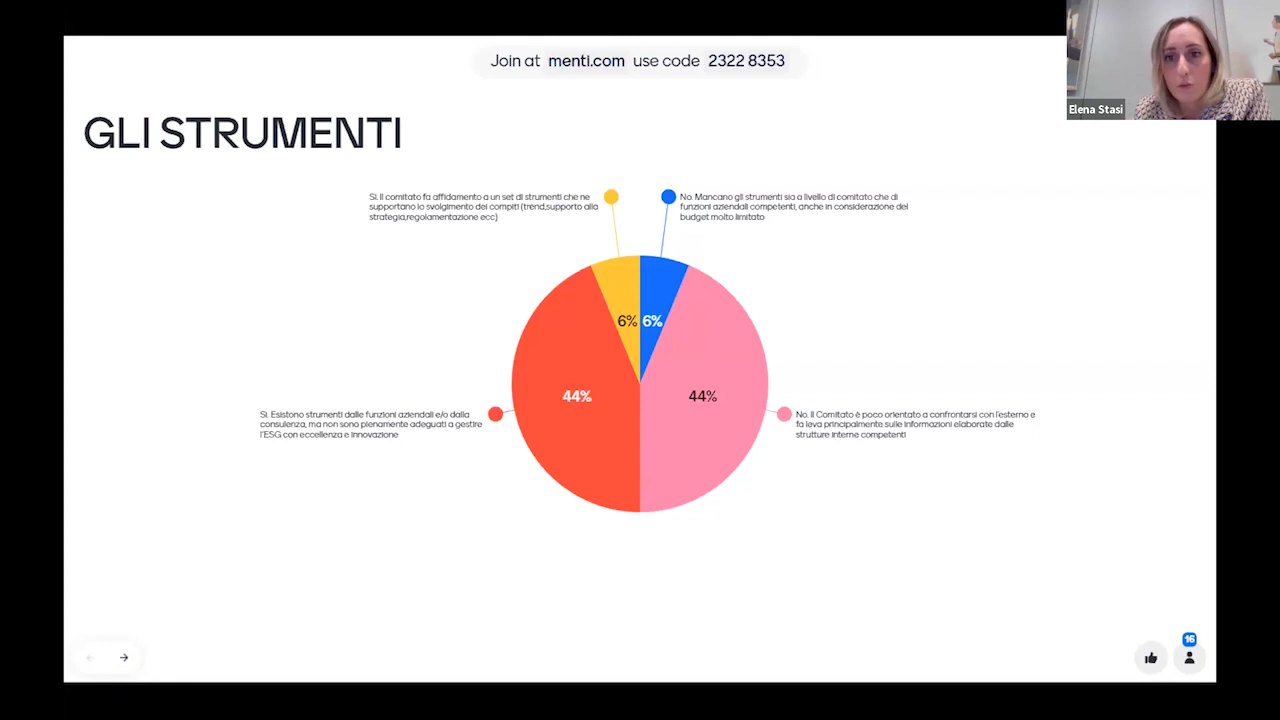 Join at menti.com use code 2322 8353
Elena Stasi
GLI STRUMENTI
Sì. Il comitato fa affidamento a un set di strumenti che ne
supportano lo svolgimento dei compiti (trend,supporto alla
strategia,regolamentazione ecc)
No. Mancano gli strumenti sia a livello di comitato che di
funzioni aziendali competenti, anche in considerazione del
budget molto limitato
6%
6%
44%
44%
Sì. Esistono strumenti dalle funzioni aziendali e/o dalla
consulenza, ma non sono pienamente adeguati a gestire
l'ESG con eccellenza e innovazione
No. Il Comitato è poco orientato a confrontarsi con l'esterno e
fa leva principalmente sulle informazioni elaborate dalle
strutture interne competenti
16